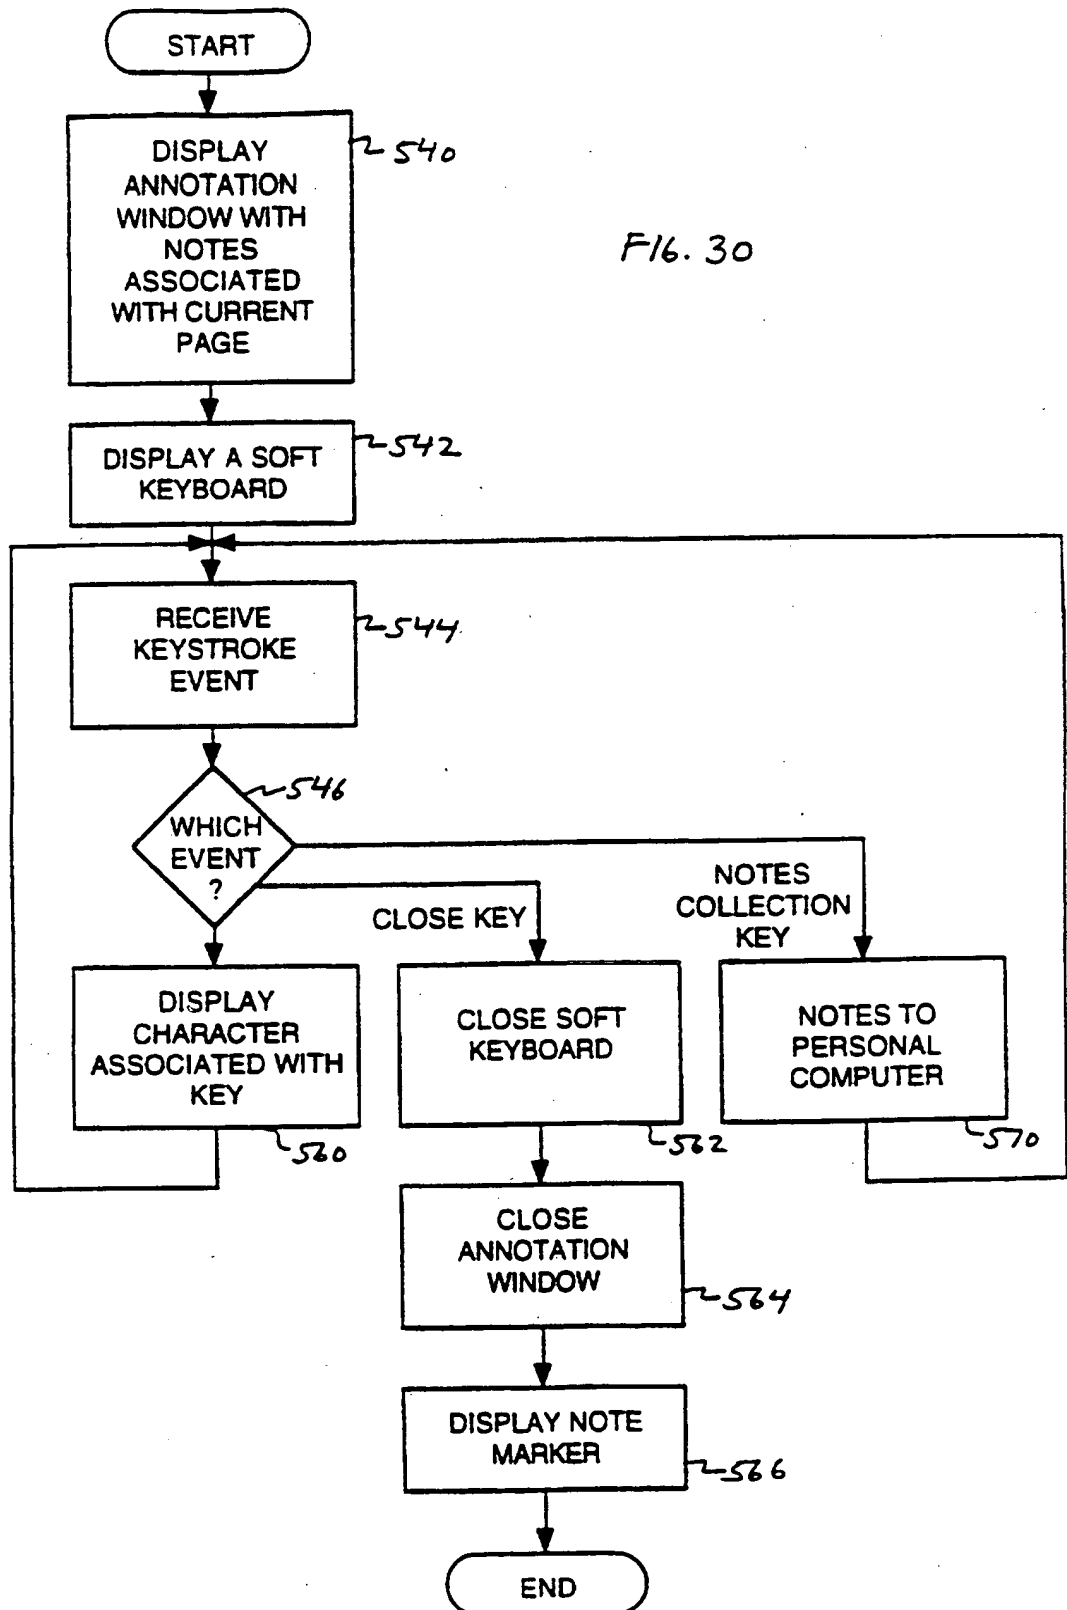 START
DISPLAY
ANNOTATION
WINDOW WITH
NOTES
ASSOCIATED
WITH CURRENT
PAGE
540
FIG. 30
DISPLAY A SOFT
KEYBOARD
542
RECEIVE
KEYSTROKE
EVENT
544
WHICH
EVENT
?
546
CLOSE KEY
NOTES
COLLECTION
KEY
DISPLAY
CHARACTER
ASSOCIATED WITH
KEY
560
CLOSE SOFT
KEYBOARD
562
NOTES TO
PERSONAL
COMPUTER
570
CLOSE
ANNOTATION
WINDOW
564
DISPLAY NOTE
MARKER
566
END